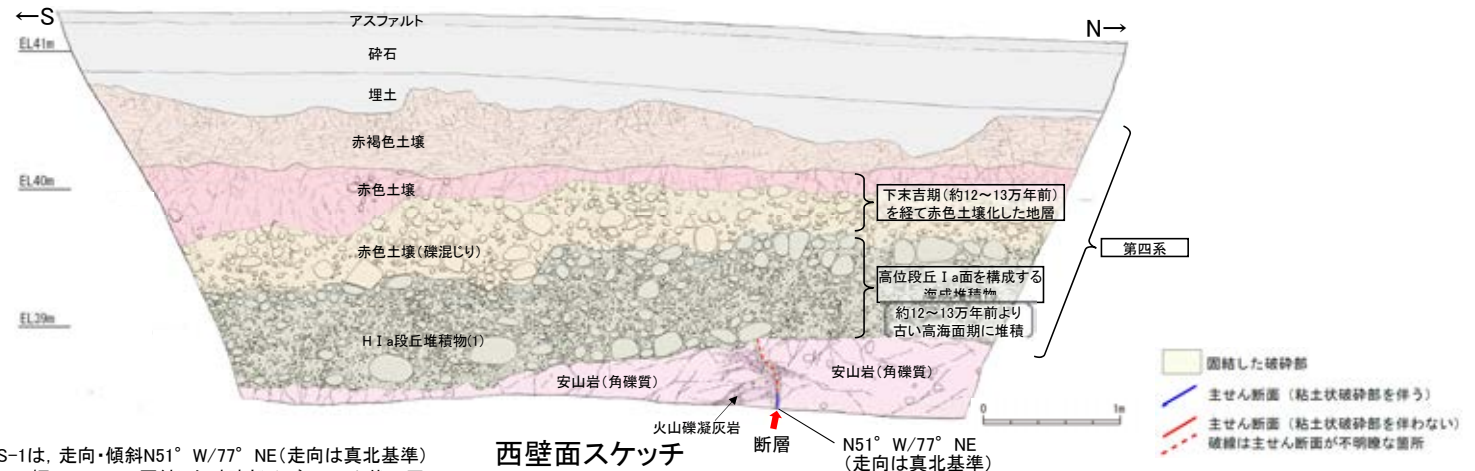 ←S
N→
アスファルト
EL41m
砕石
埋土
赤褐色土壌
EL40m
赤色土壌
下末吉期(約12～13万年前)
を経て赤色土壌化した地層
第四系
赤色土壌(礫混じり)
高位段丘Ⅰa面を構成する
海成堆積物
約12～13万年前より
古い高海面期に堆積
EL39m
HⅠa段丘堆積物(1)
安山岩(角礫質)
安山岩(角礫質)
固結した破砕部
主せん断面（粘土状破砕部を伴う）
主せん断面（粘土状破砕部を伴わない）
破線は主せん断面が不明瞭な箇所
0
1m
火山礫凝灰岩
断層
N51°W/77°NE
(走向は真北基準)
西壁面スケッチ
S-1は，走向・傾斜N51°W/77°NE(走向は真北基準)